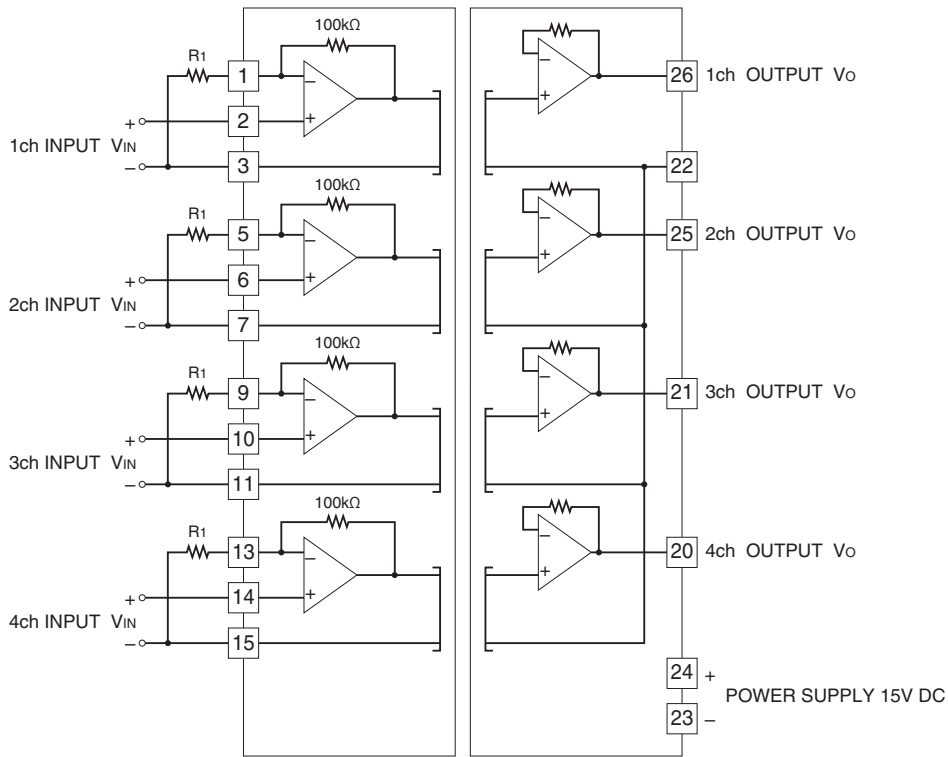 100kΩ
R1
1
−
+
2
+
1ch INPUT VIN
−
3
−
+
26
1ch OUTPUT VO
22
100kΩ
R1
5
−
+
6
+
2ch INPUT VIN
−
7
−
+
25
2ch OUTPUT VO
100kΩ
R1
9
−
+
10
+
3ch INPUT VIN
−
11
−
+
21
3ch OUTPUT VO
100kΩ
R1
13
−
+
14
+
4ch INPUT VIN
−
15
−
+
20
4ch OUTPUT VO
24 +
POWER SUPPLY 15V DC
23 −